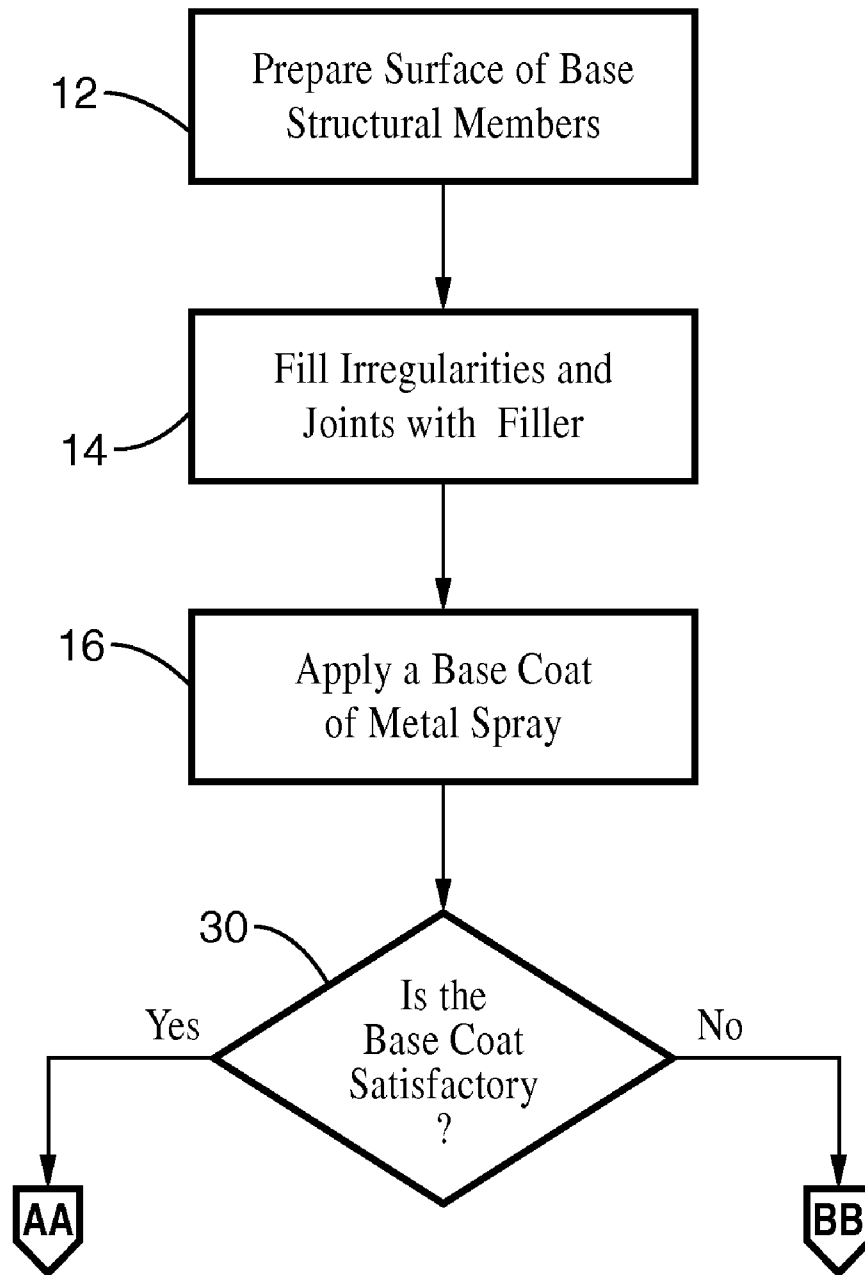 12
Prepare Surface of Base
Structural Members
14
Fill Irregularities and
Joints with Filler
16
Apply a Base Coat
of Metal Spray
30
Is the
Base Coat
Satisfactory
?
Yes
No
AA
BB